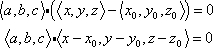 ⟨a,b,c⟩•(⟨x,y,z⟩−⟨x₀,y₀,z₀⟩)=0
⟨a,b,c⟩•⟨x−x₀,y−y₀,z−z₀⟩=0